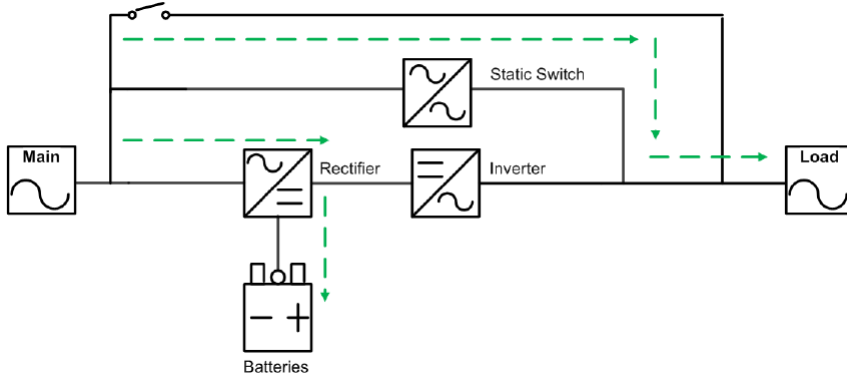 Static Switch
Main
Rectifier
Inverter
Load
Batteries